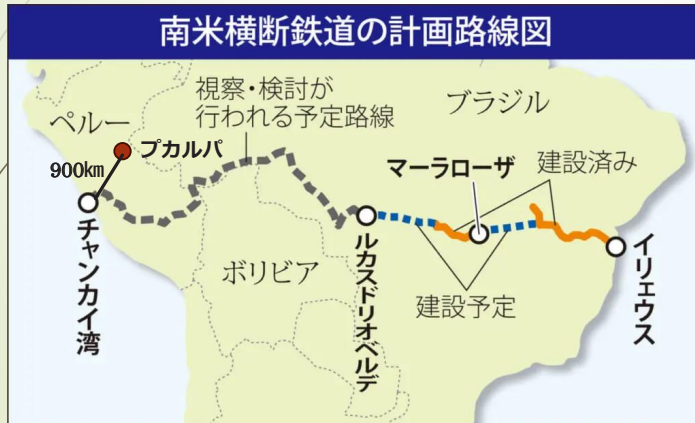 南米横断鉄道の計画路線図
視察・検討が
行われる予定路線
ブラジル
ペルー
プカルパ
900㎞
マーラローザ
建設済み
チャンカイ湾
ボリビア
ルカスドリオベルデ
建設予定
イリェウス